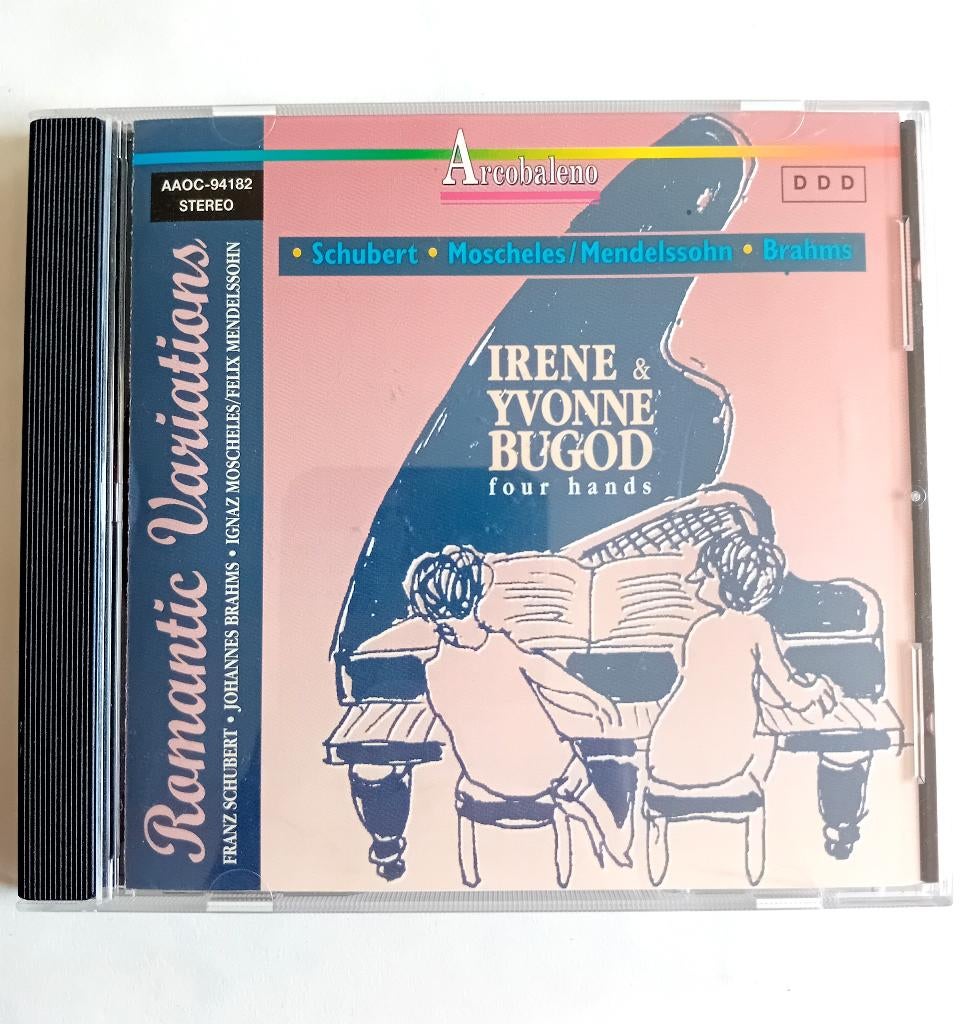 Arcobaleno
AAOC-94182
STEREO
DDD
• Schubert • Moscheles/Mendelssohn • Brahms
Romantic Variations
FRANZ SCHUBERT • JOHANNES BRAHMS • IGNAZ MOSCHELES/FELIX MENDELSSOHN
IRENE &
YVONNE
BUGOD
four hands